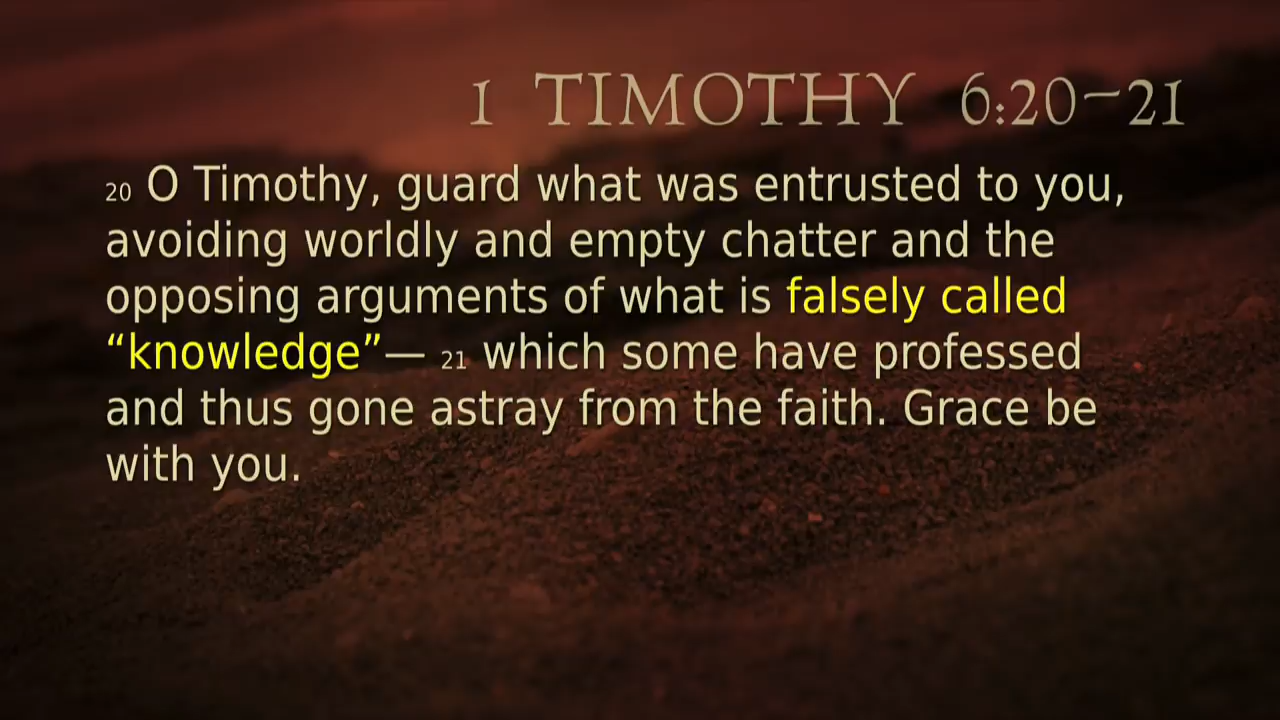 1 TIMOTHY 6:20–21
20 O Timothy, guard what was entrusted to you,
avoiding worldly and empty chatter and the
opposing arguments of what is falsely called
“knowledge”— 21 which some have professed
and thus gone astray from the faith. Grace be
with you.